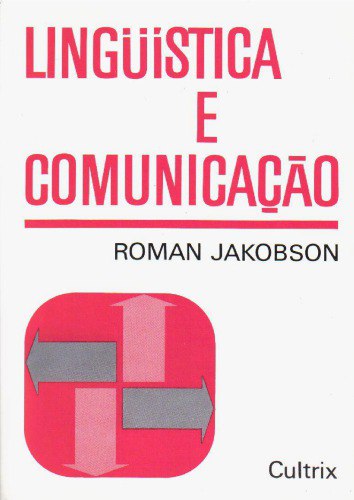 LINGÜÍSTICA
E
COMUNICAÇÃO
ROMAN JAKOBSON
Cultrix